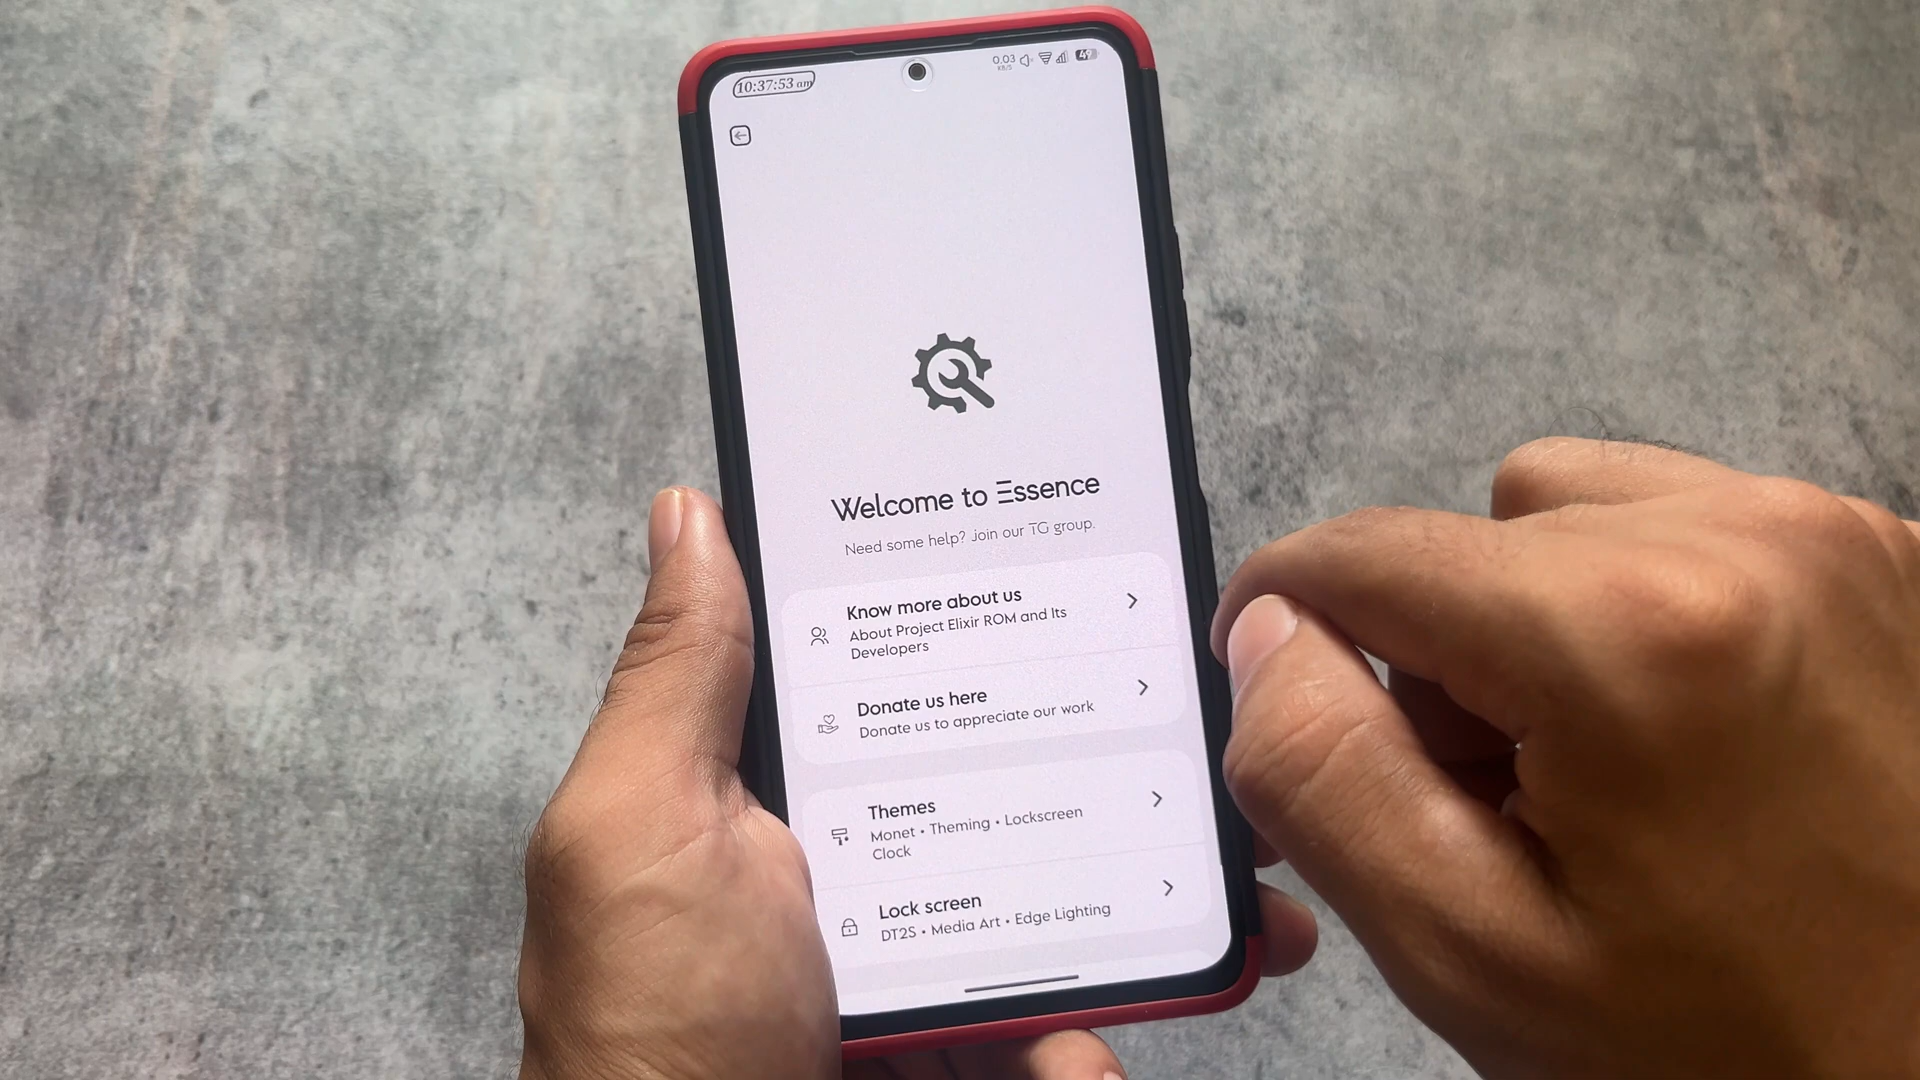 10:37:53 am
0.03
KB/S
49
Welcome to Essence
Need some help? Join our TG group.
Know more about us
About Project Elixir ROM and Its
Developers
Donate us here
Donate us to appreciate our work
Themes
Monet • Theming • Lockscreen
Clock
Lock screen
DT2S • Media Art • Edge Lighting